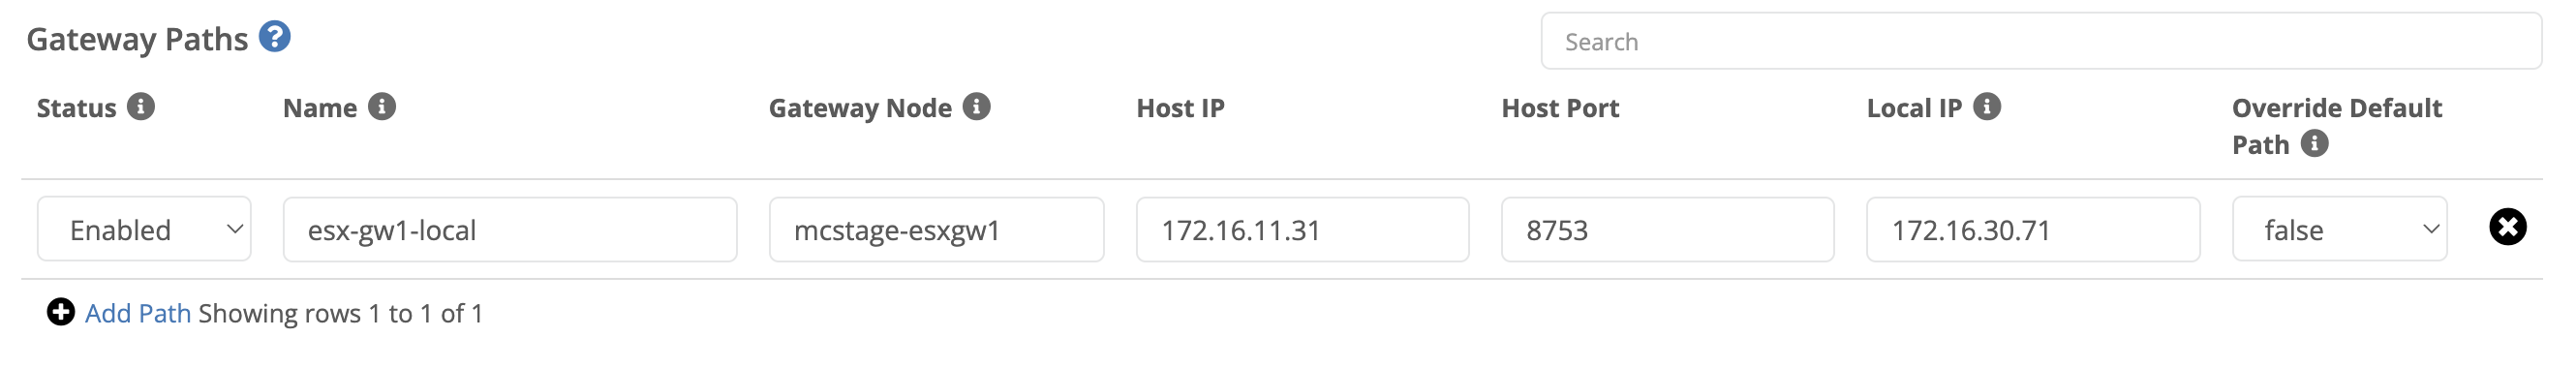 Gateway Paths ?
Search
Status Name Gateway Node Host IP Host Port Local IP Override Default
Path
Enabled esx-gw1-local mcstage-esxgw1 172.16.11.31 8753 172.16.30.71 false
Add Path Showing rows 1 to 1 of 1